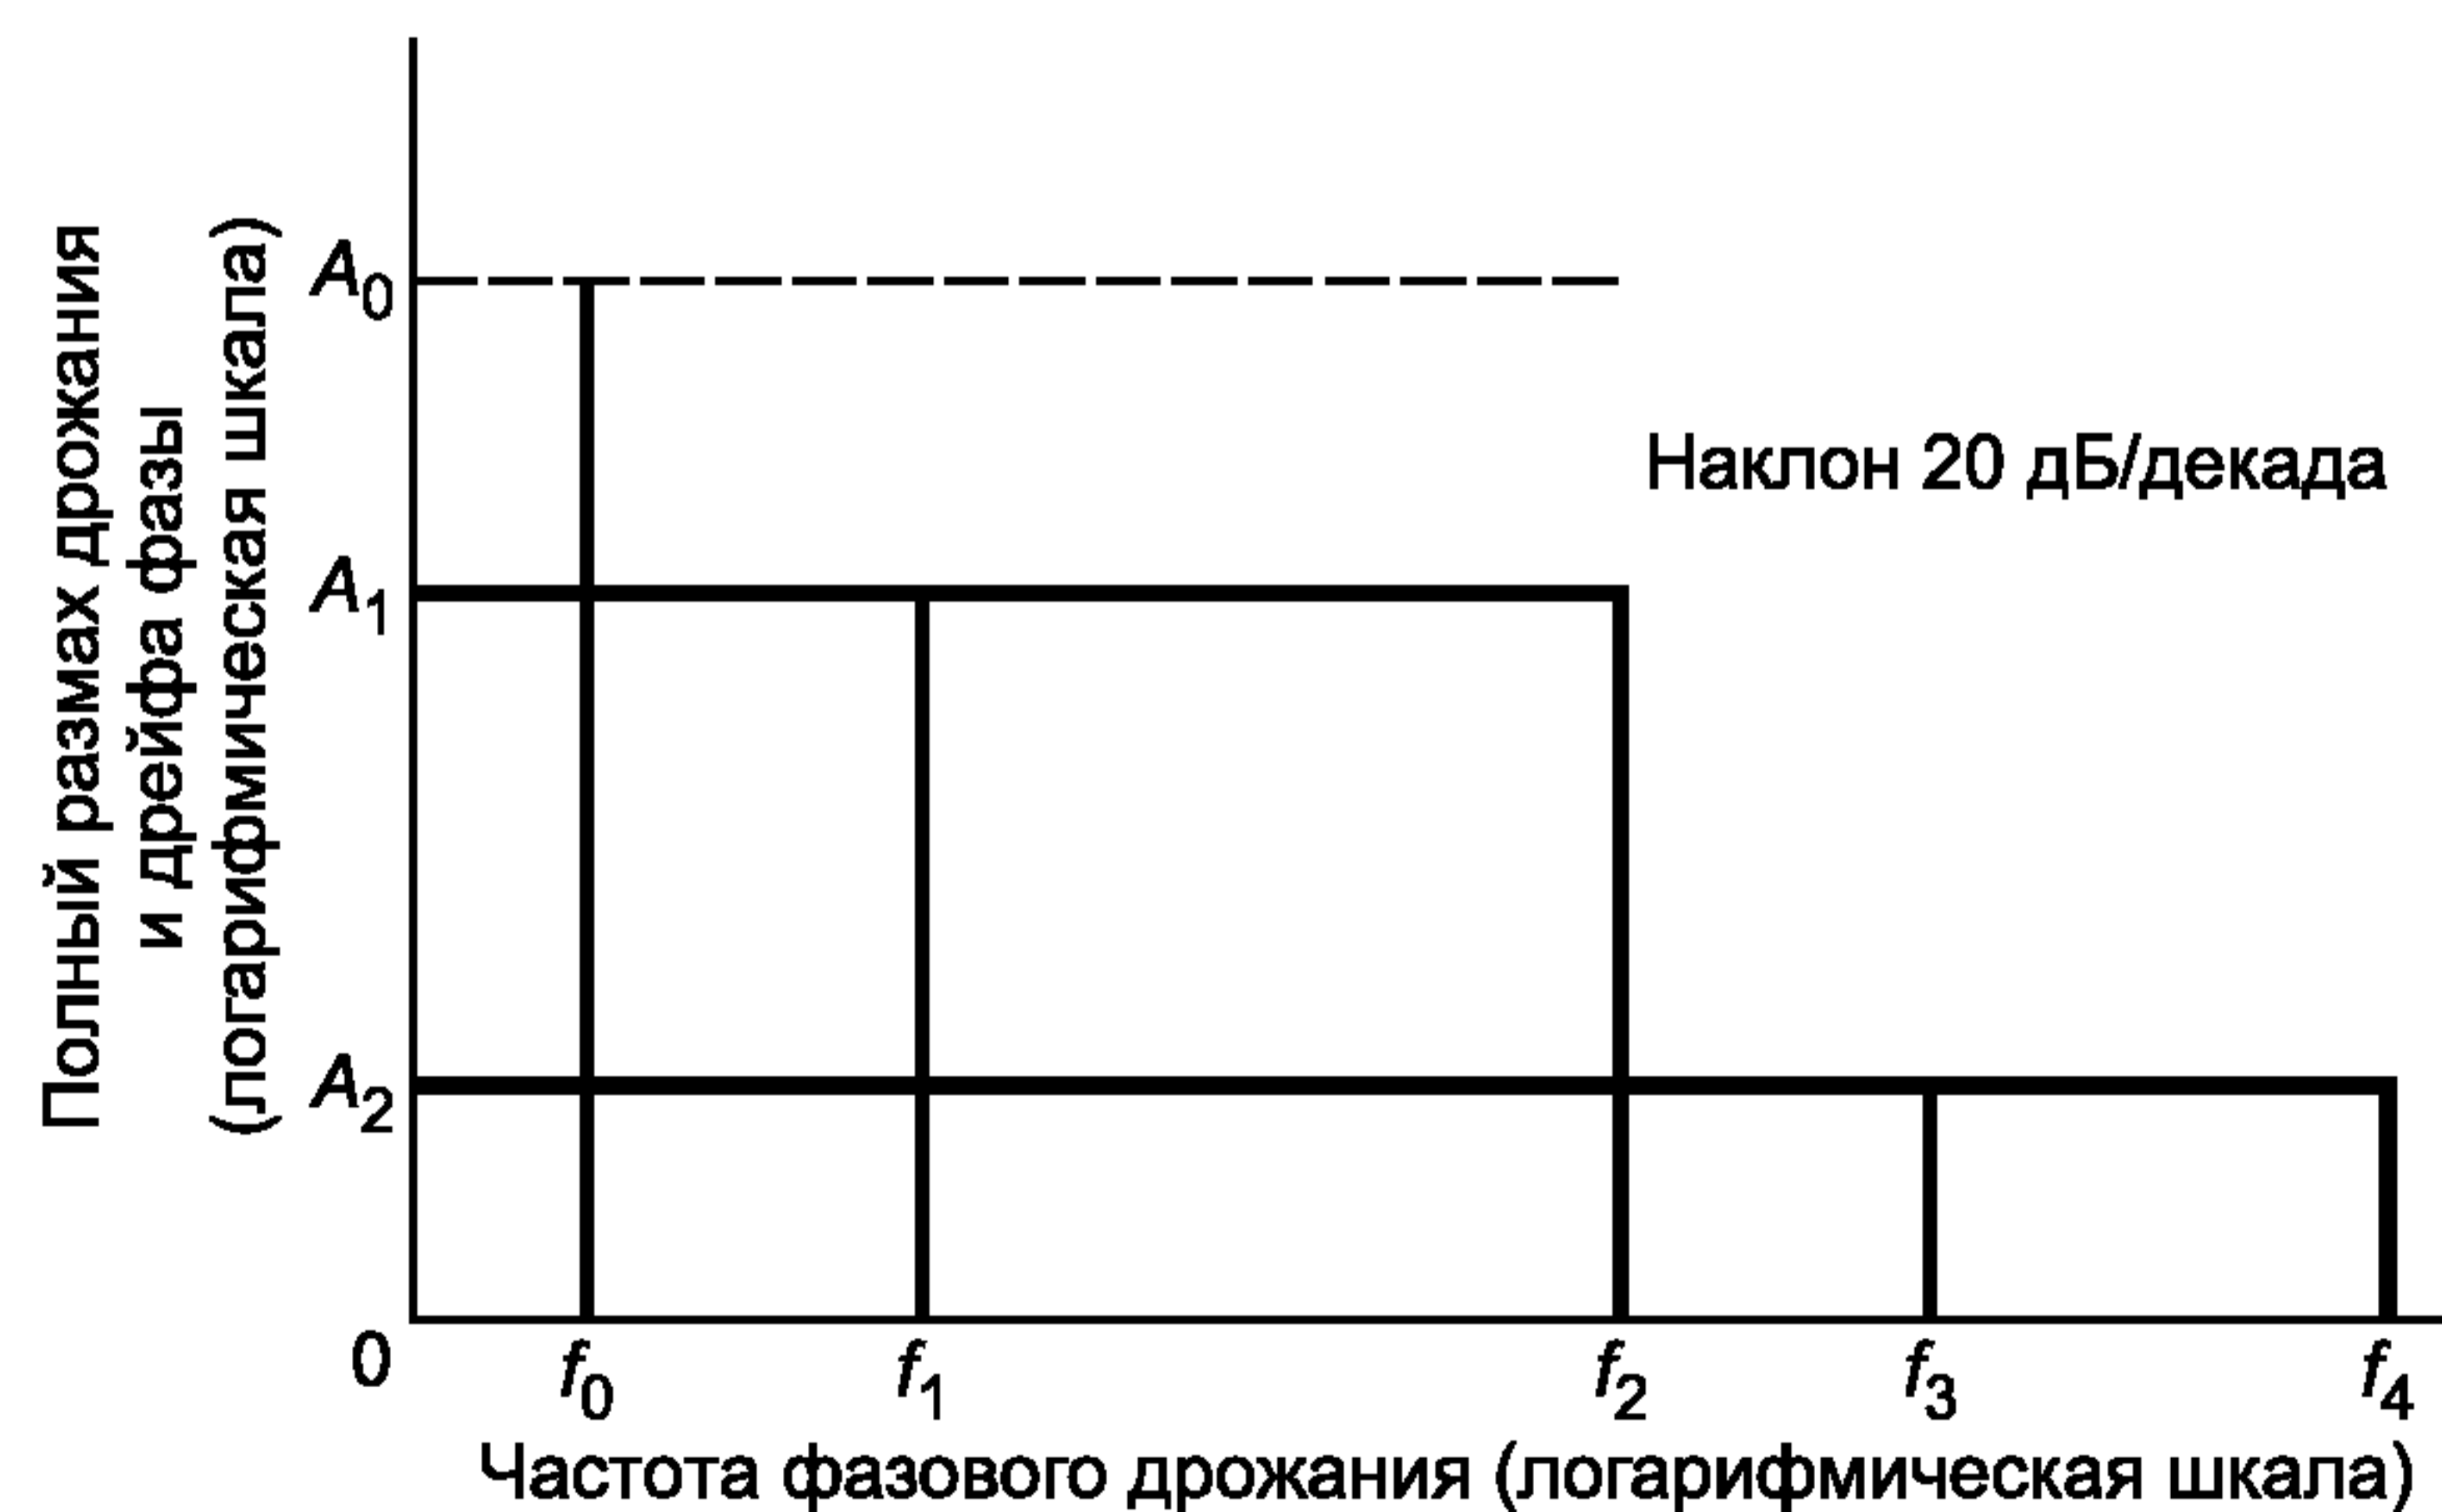 Полный размах дрожания
и дрейфа фазы
(логарифмическая шкала)
A0
A1
A2
Наклон 20 дБ/декада
0
f0
f1
f2
f3
f4
Частота фазового дрожания (логарифмическая шкала)